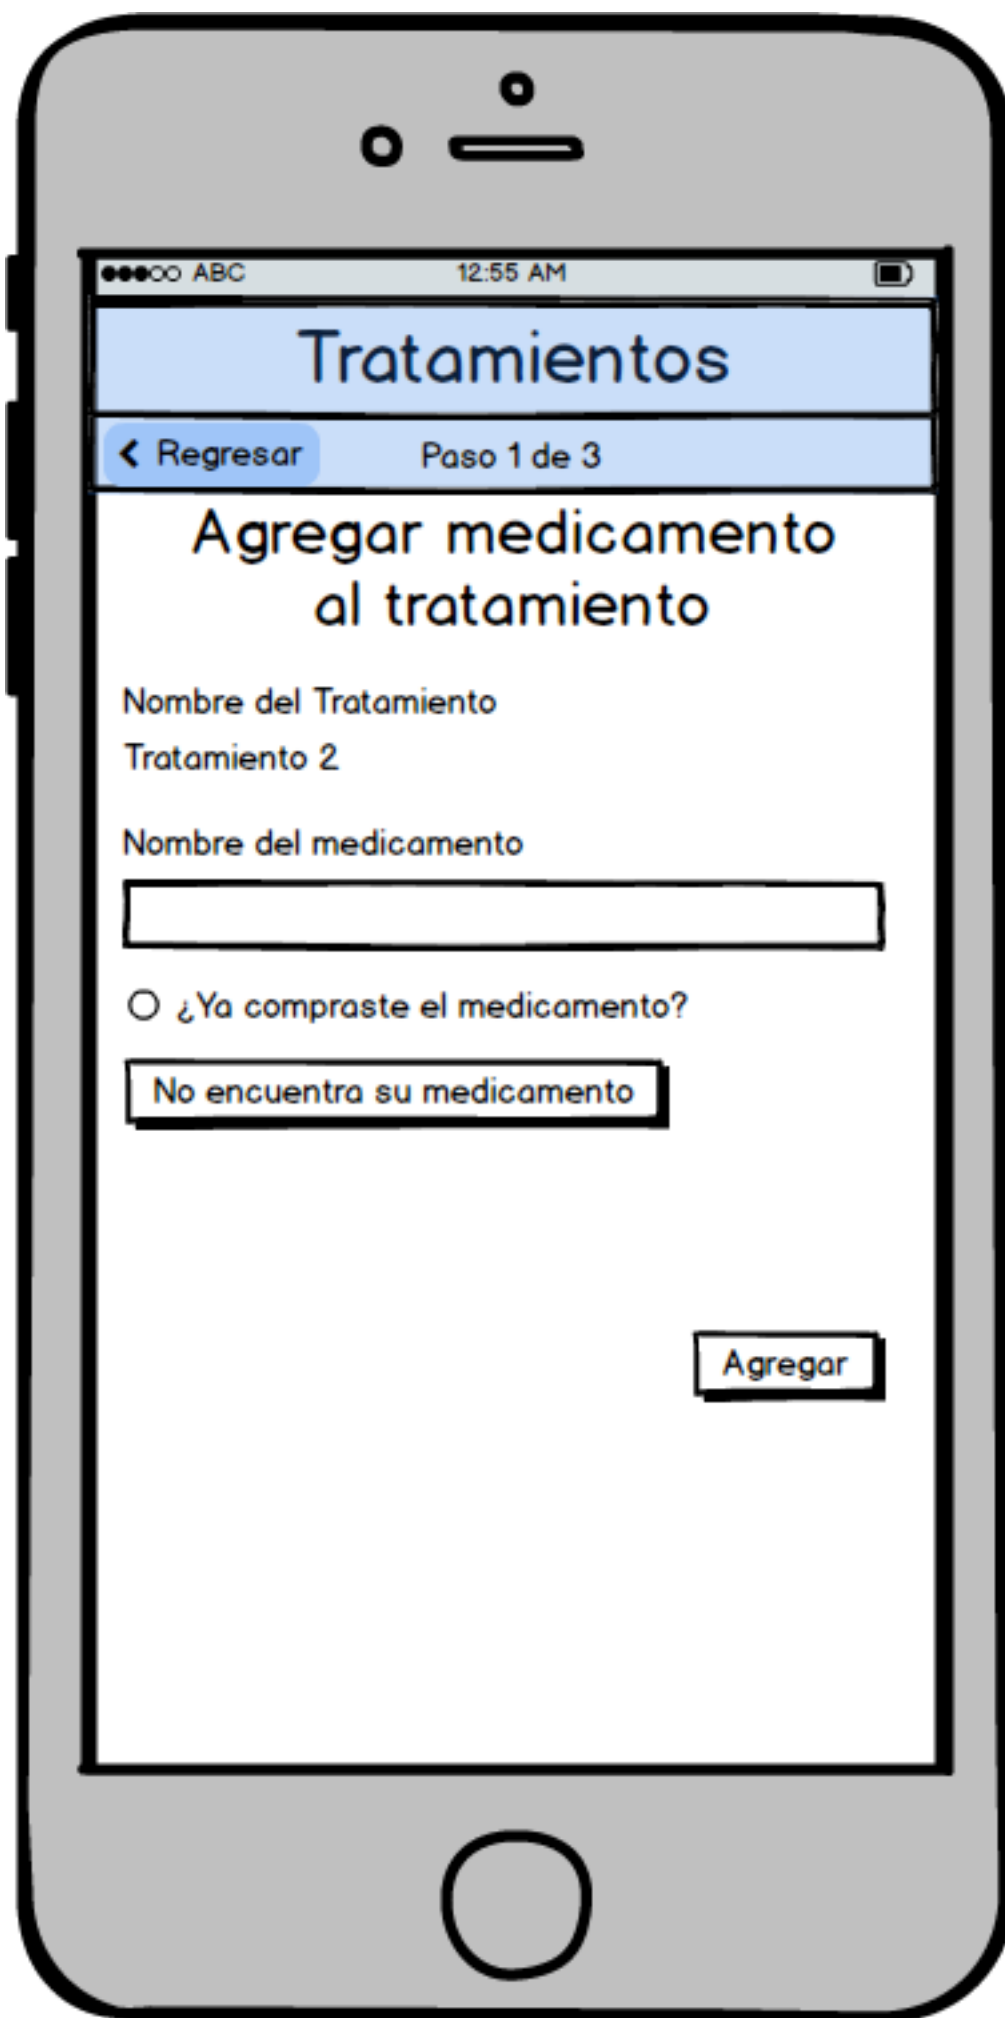 ABC 12:55 AM
Tratamientos
Regresar Paso 1 de 3
Agregar medicamento
al tratamiento
Nombre del Tratamiento
Tratamiento 2
Nombre del medicamento
¿Ya compraste el medicamento?
No encuentra su medicamento
Agregar